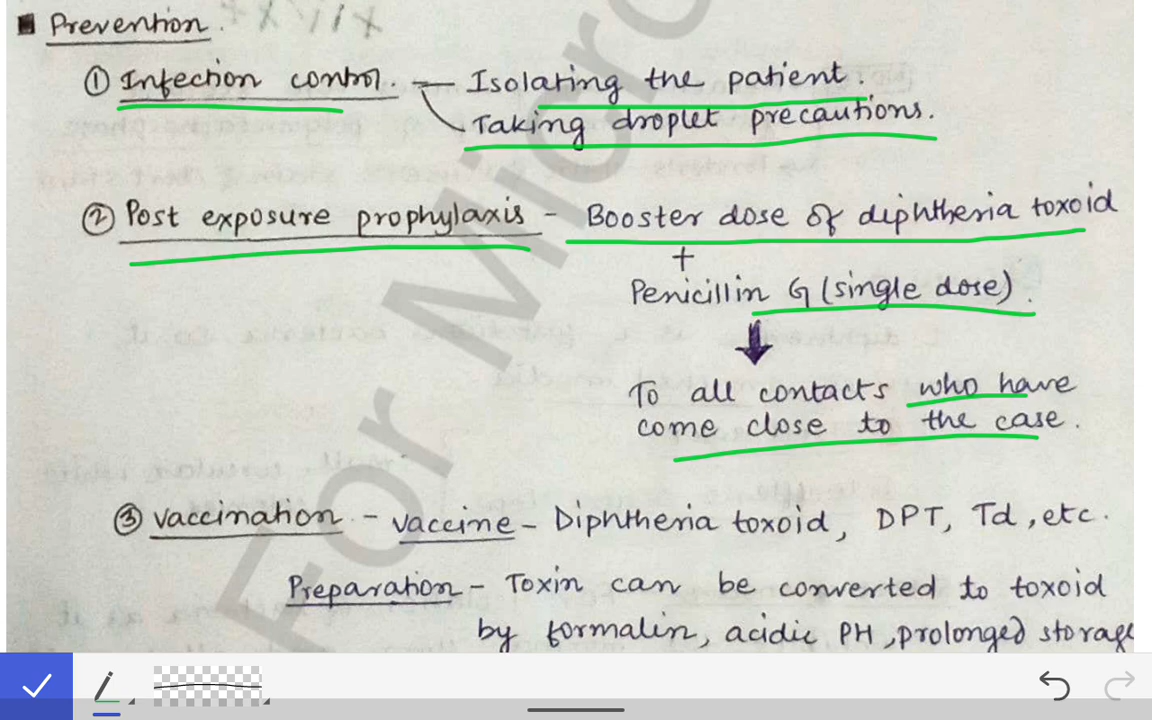 ■ Prevention.
① Infection control. — Isolating the patient.
Taking droplet precautions.
② Post exposure prophylaxis - Booster dose of diphtheria toxoid
+
Penicillin G (single dose).
To all contacts who have
come close to the case.
③ vaccination - vaccine - Diphtheria toxoid, DPT, Td, etc.
Preparation - Toxin can be converted to toxoid
by formalin, acidic PH, prolonged storage
For Micro